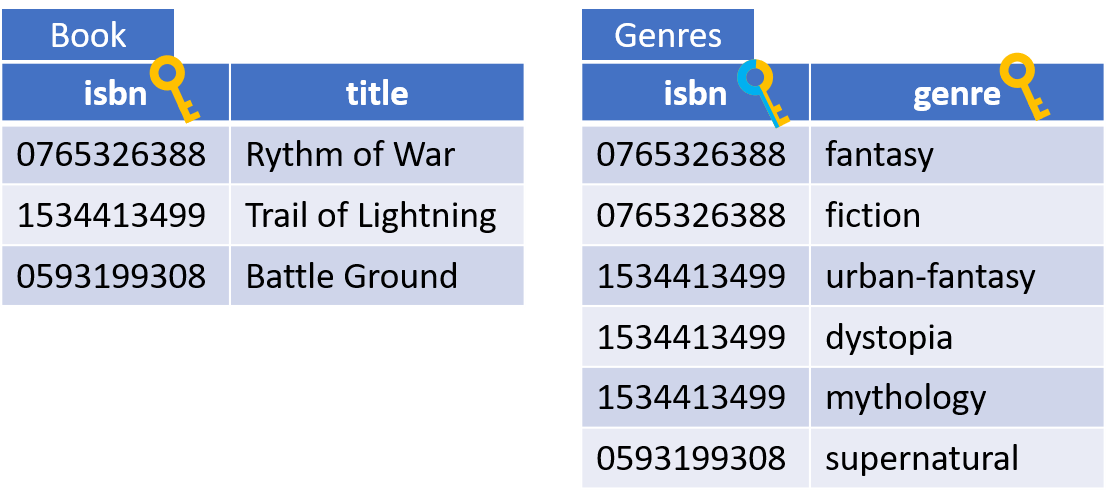 Book
isbn title
0765326388 Rythm of War
1534413499 Trail of Lightning
0593199308 Battle Ground
Genres
isbn genre
0765326388 fantasy
0765326388 fiction
1534413499 urban-fantasy
1534413499 dystopia
1534413499 mythology
0593199308 supernatural